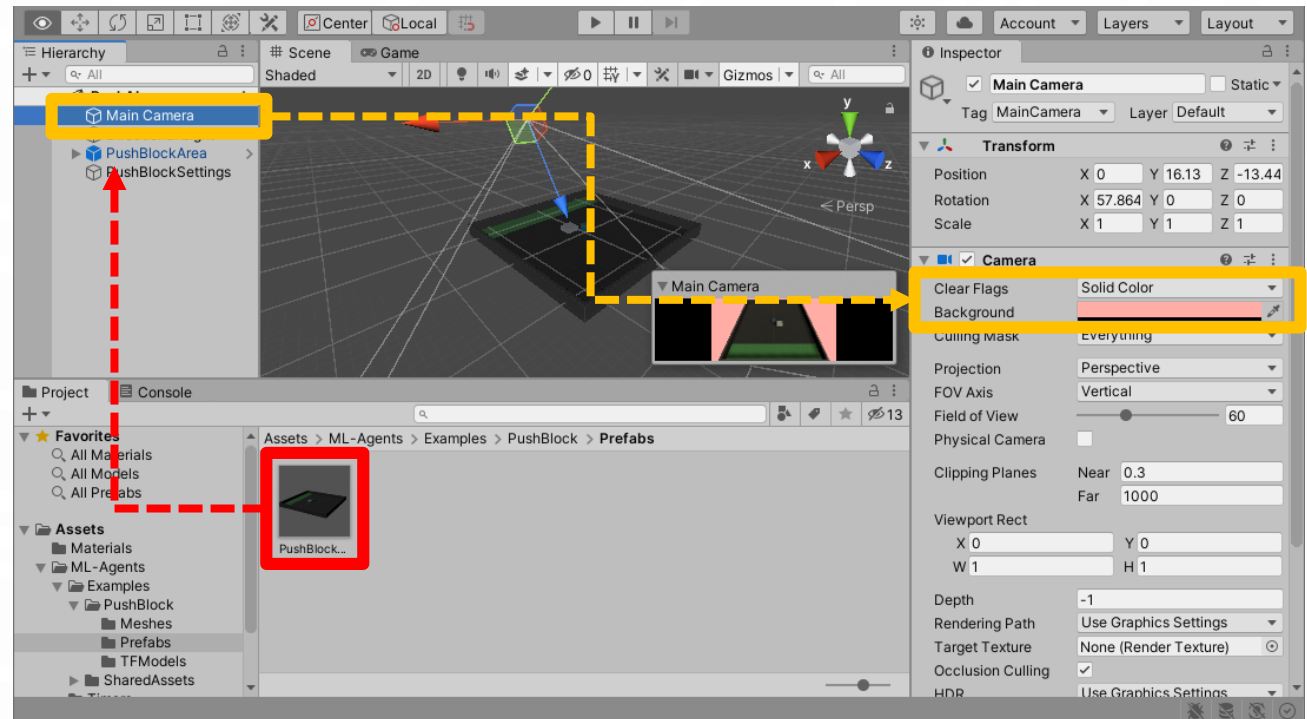 Center Local Account Layers Layout
Hierarchy
All
Main Camera
PushBlockArea
PushBlockSettings
# Scene Game
Shaded 2D 0 Gizmos All
y
x z
Persp
Main Camera
Project Console
13
Favorites
All Materials
All Models
All Prefabs
Assets
Materials
ML-Agents
Examples
PushBlock
Meshes
Prefabs
TFModels
SharedAssets
Assets > ML-Agents > Examples > PushBlock > Prefabs
PushBlock...
Inspector
Main Camera Static
Tag MainCamera Layer Default
Transform
Position X 0 Y 16.13 Z -13.44
Rotation X 57.864 Y 0 Z 0
Scale X 1 Y 1 Z 1
Camera
Clear Flags Solid Color
Background
Culling Mask Everything
Projection Perspective
FOV Axis Vertical
Field of View 60
Physical Camera
Clipping Planes Near 0.3
Far 1000
Viewport Rect
X 0 Y 0
W 1 H 1
Depth -1
Rendering Path Use Graphics Settings
Target Texture None (Render Texture)
Occlusion Culling
HDR Use Graphics Settings